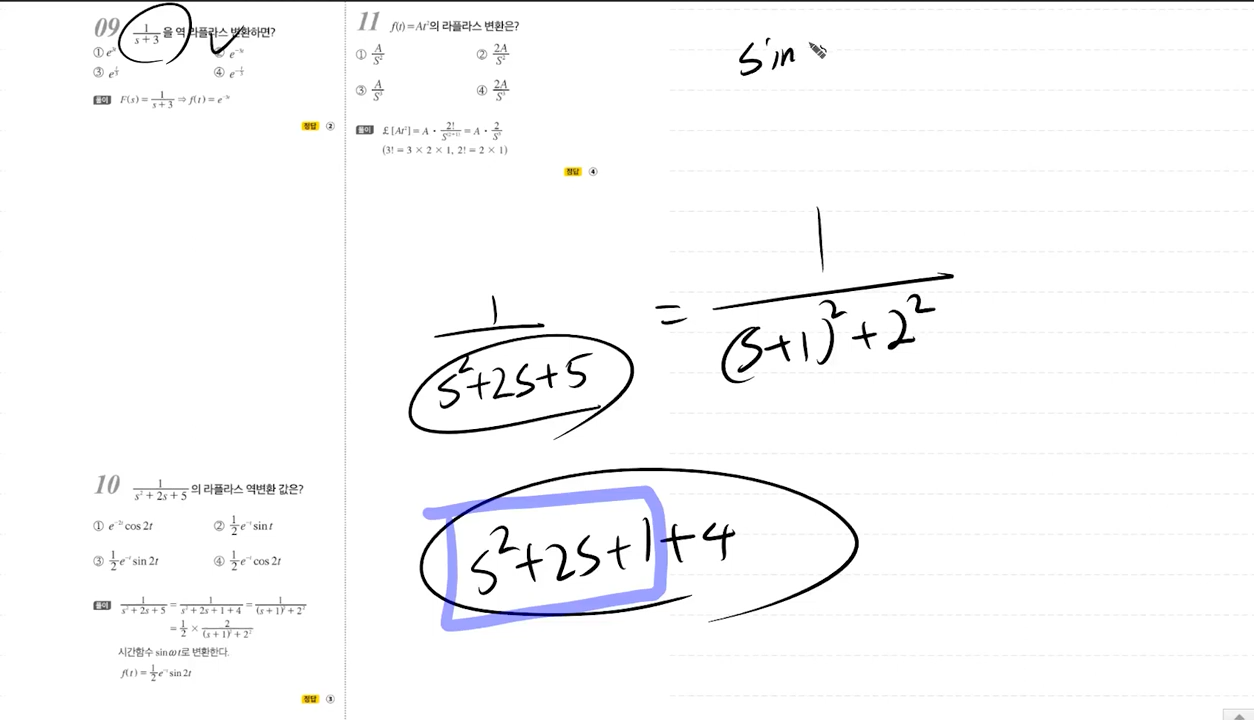 09 1/(s+3) 을 역 라플라스 변환하면?
③ ④
풀이 F(s) = 1/(s+3) ⇒ f(t) = e^{-3t}
정답 ②
10 1/(s²+2s+5) 의 라플라스 역변환 값은?
① e^{-2t} cos 2t ② 1/2 e^{-t} sin t
③ 1/2 e^{-t} sin 2t ④ 1/2 e^{-t} cos 2t
풀이 1/(s²+2s+5) = 1/(s²+2s+1+4) = 1/((s+1)²+2²)
= 1/2 × 2/((s+1)²+2²)
시간함수 sin ωt로 변환한다.
f(t) = 1/2 e^{-t} sin 2t
정답 ③
11 f(t) = At²의 라플라스 변환은?
① A/S² ② 2A/S²
③ A/S³ ④ 2A/S³
풀이 £[At²] = A · 2!/S^{(2+1)} = A · 2/S³
(3! = 3 × 2 × 1, 2! = 2 × 1)
정답 ④
sin
1/(s²+2s+5) = 1/((s+1)²+2²)
s²+2s+1+4